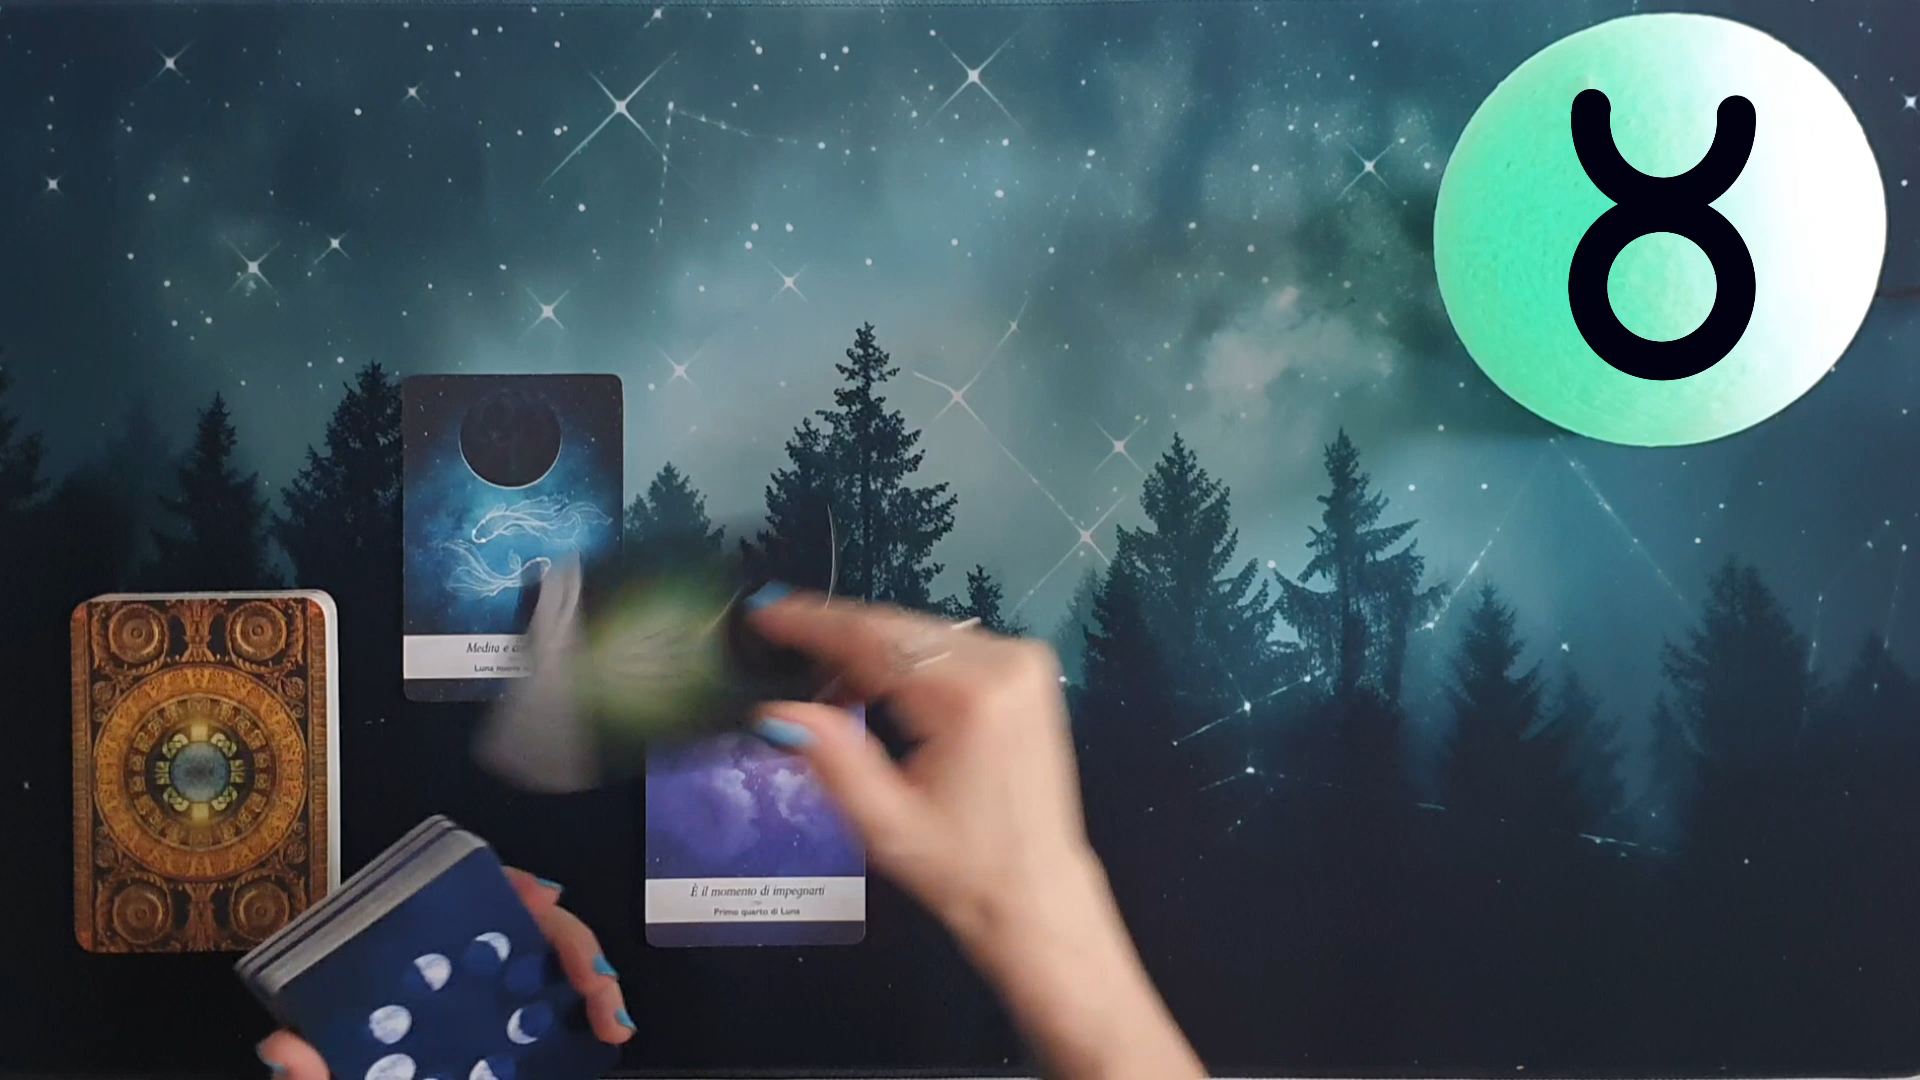 Medita e
Luna nuova
È il momento di impegnarti
Primo quarto di Luna